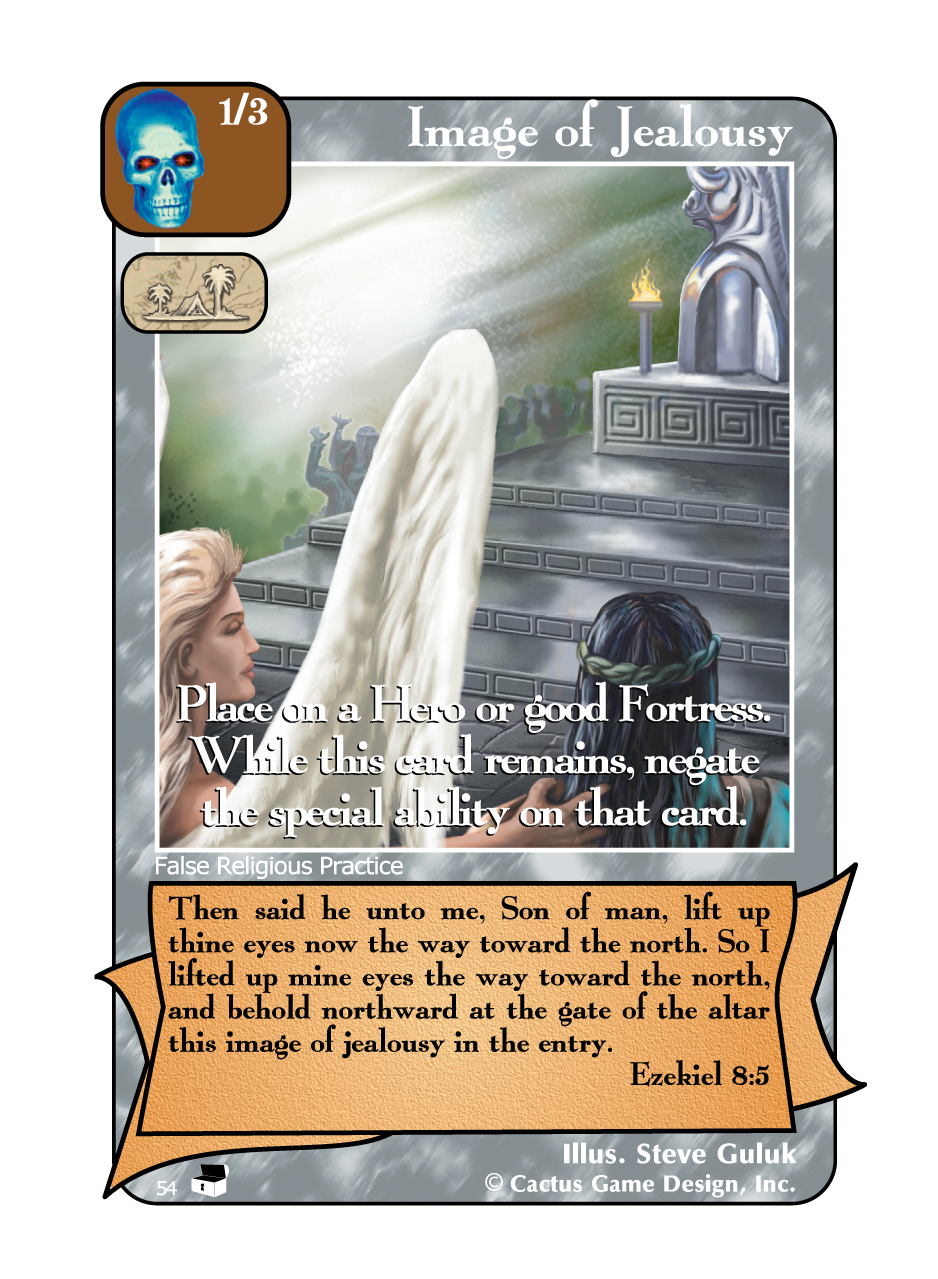 1/3
Image of Jealousy
Place on a Hero or good Fortress.
While this card remains, negate
the special ability on that card.
False Religious Practice
Then said he unto me, Son of man, lift up
thine eyes now the way toward the north. So I
lifted up mine eyes the way toward the north,
and behold northward at the gate of the altar
this image of jealousy in the entry.
Ezekiel 8:5
Illus. Steve Guluk
54
© Cactus Game Design, Inc.